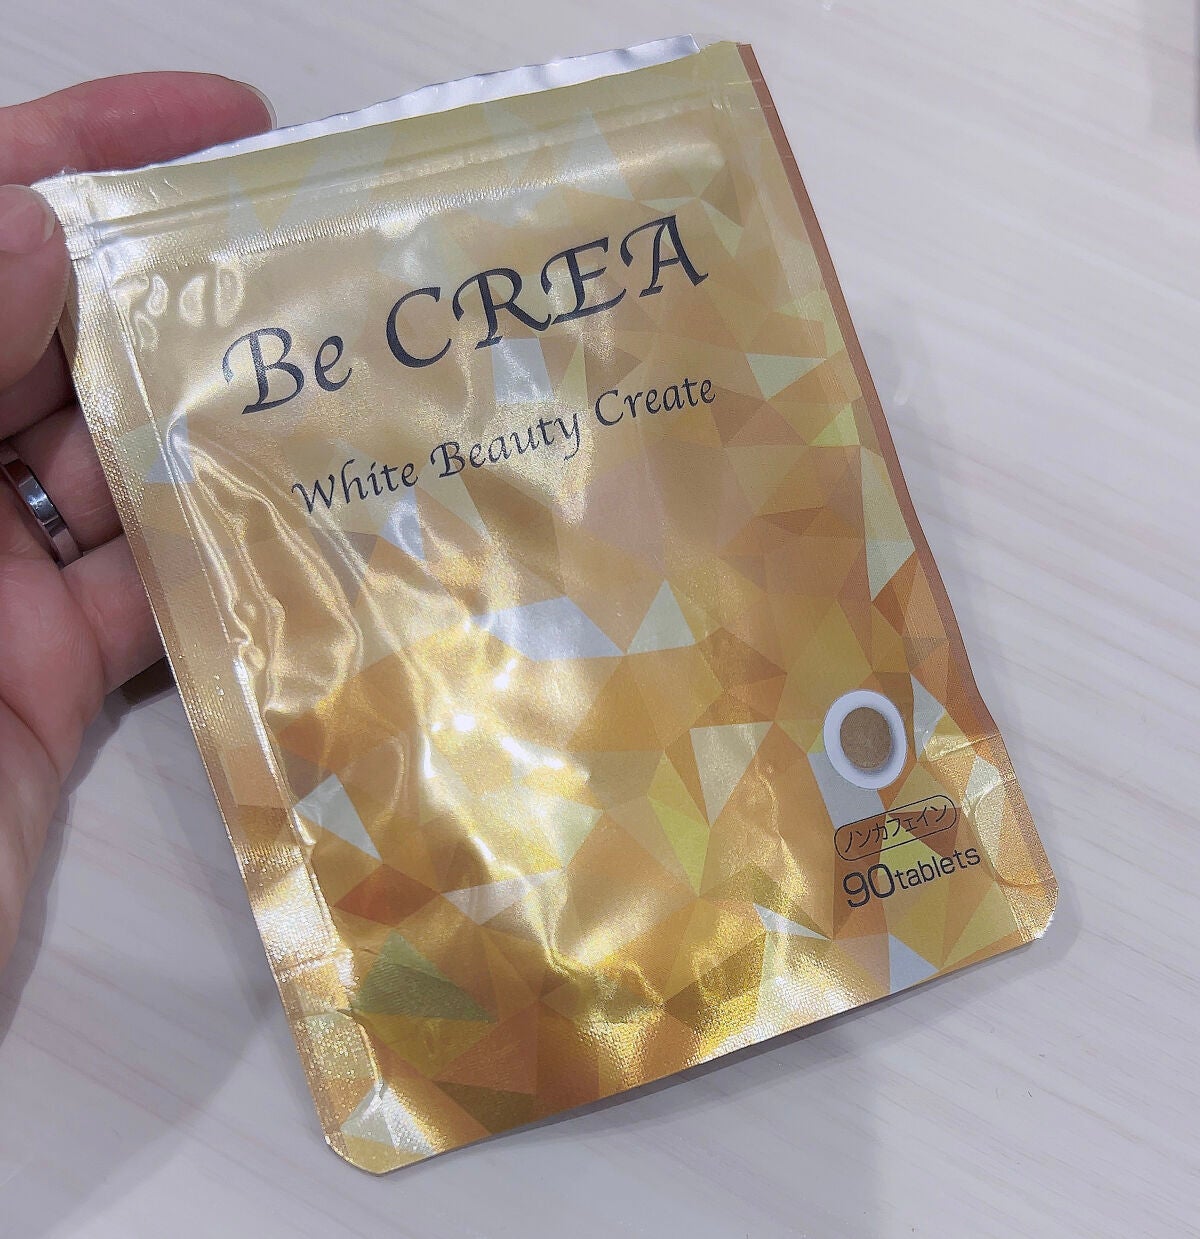 Be CREA
White Beauty Create
ノンカフェイン
90tablets